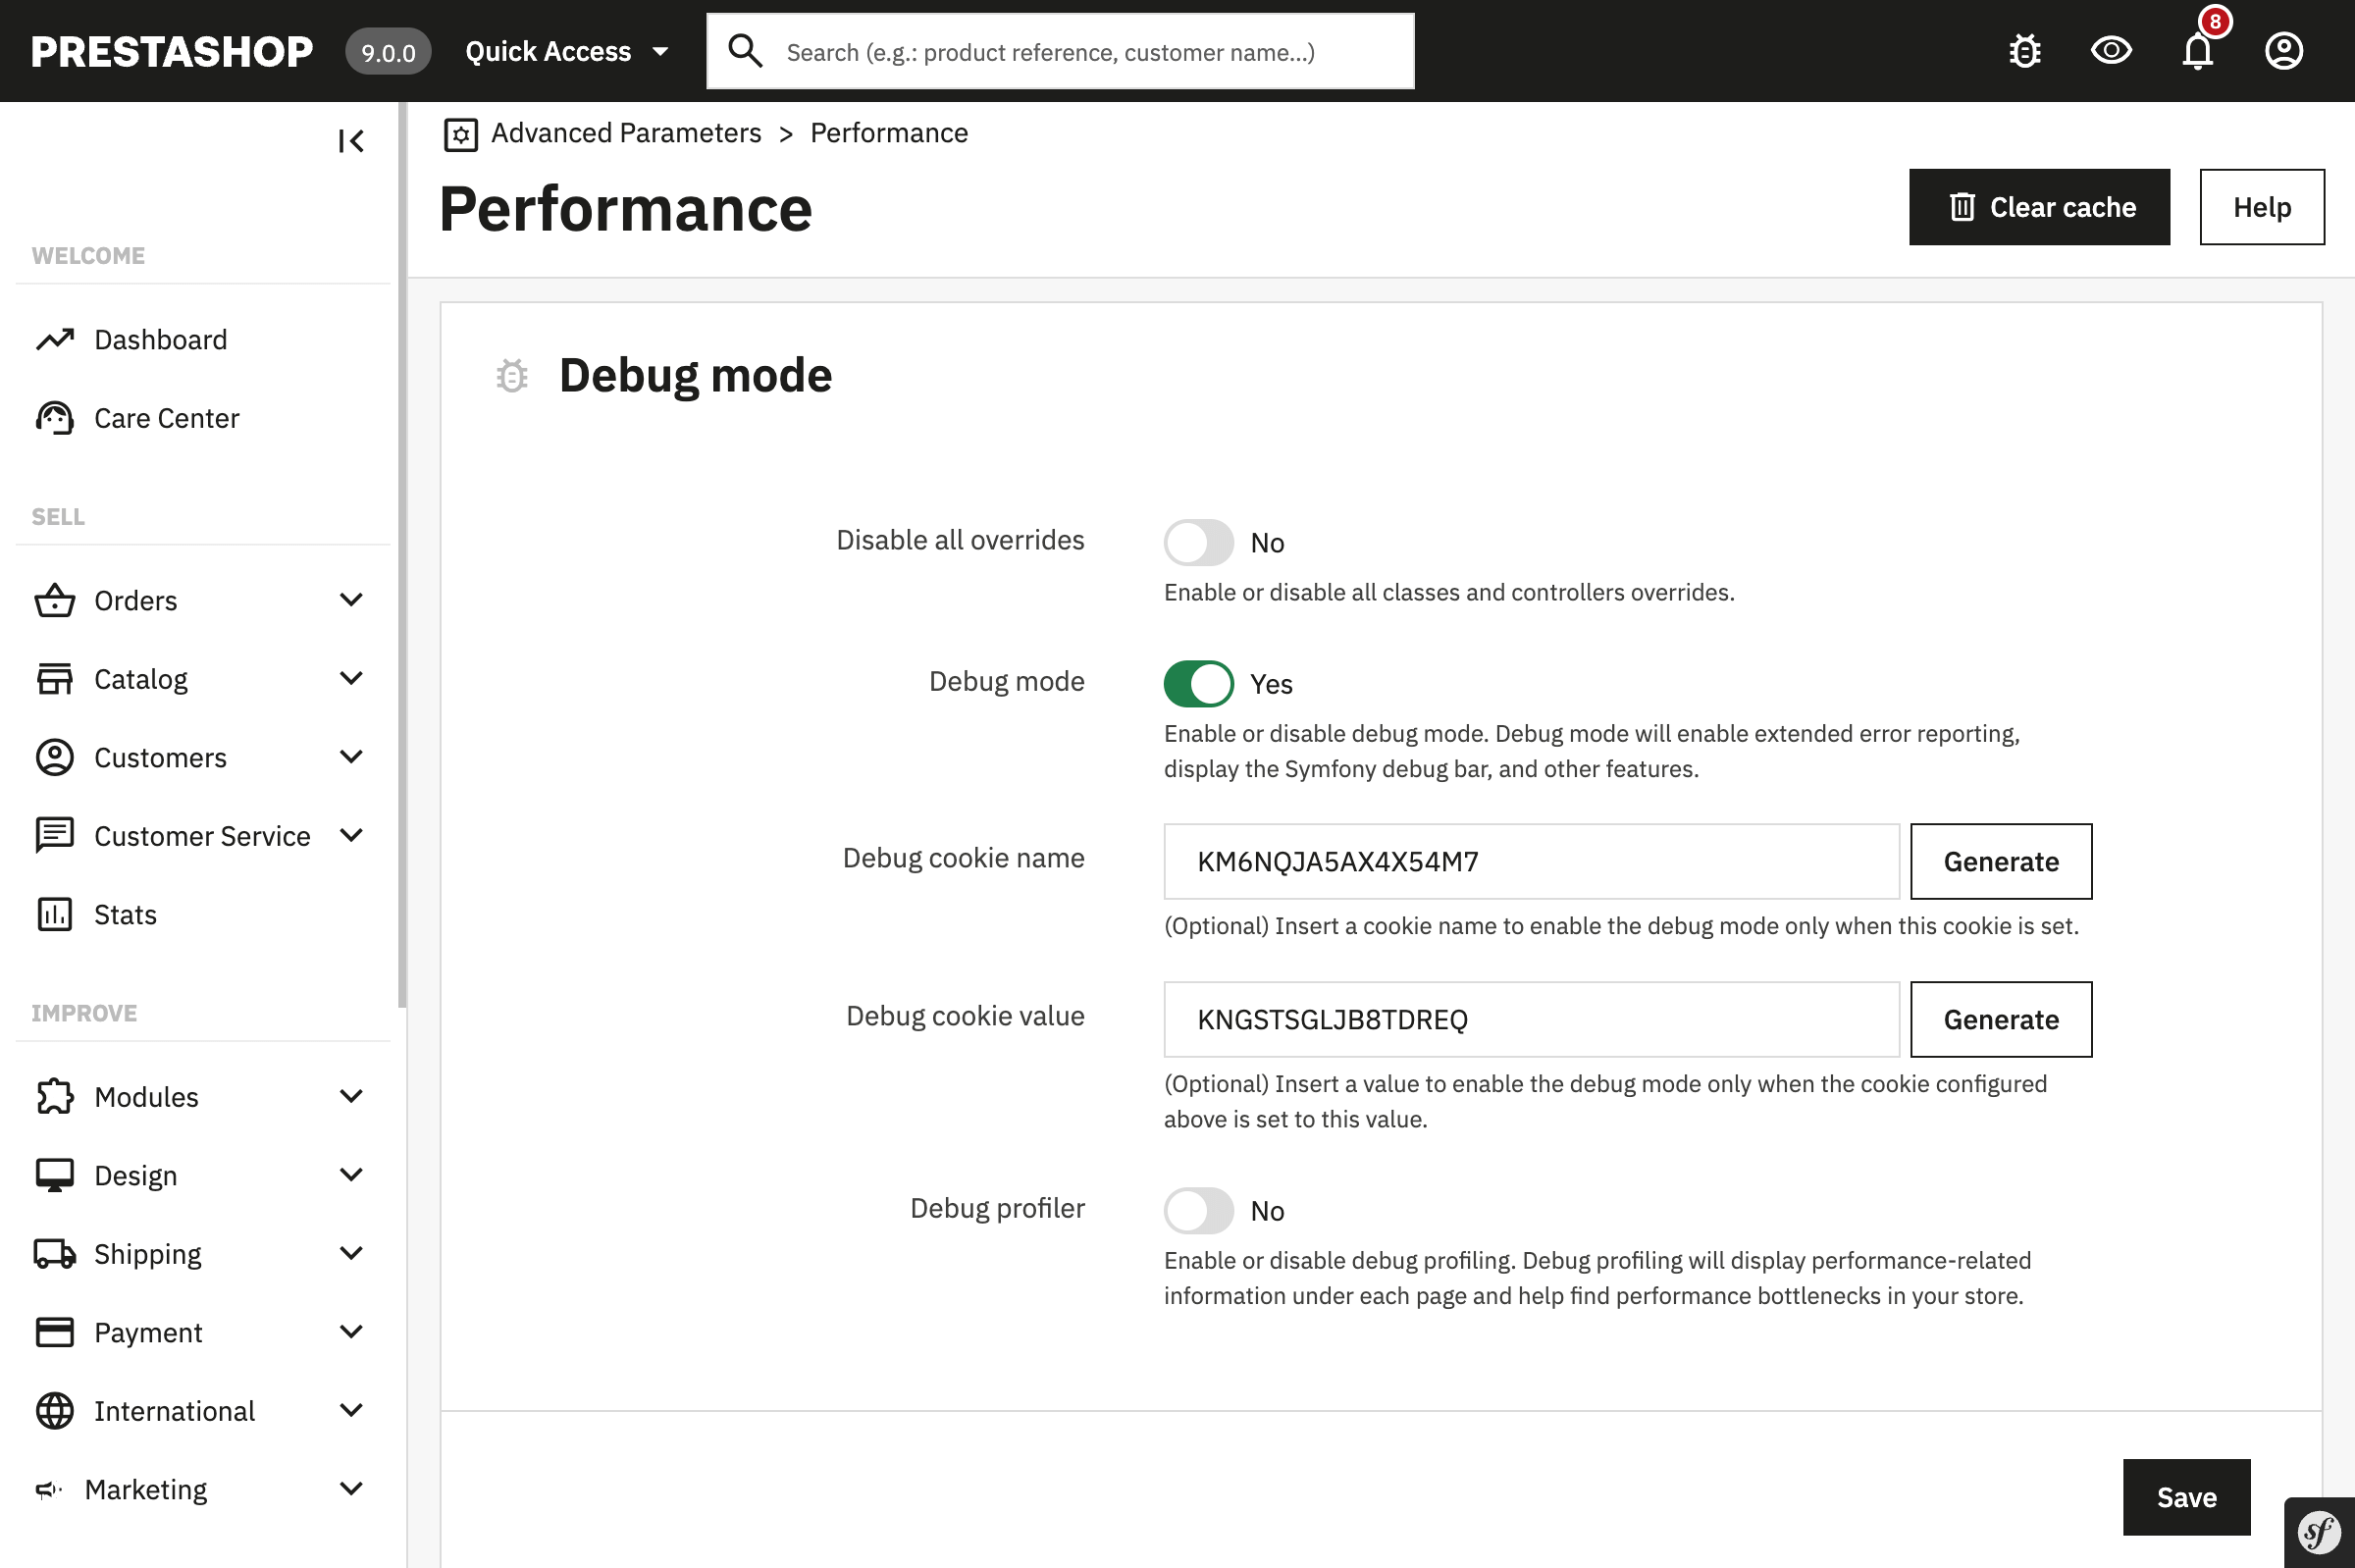 PRESTASHOP 9.0.0 Quick Access Search (e.g.: product reference, customer name...) 8
Advanced Parameters > Performance
Performance
Clear cache
Help
WELCOME
Dashboard
Care Center
SELL
Orders
Catalog
Customers
Customer Service
Stats
IMPROVE
Modules
Design
Shipping
Payment
International
Marketing
Debug mode
Disable all overrides No
Enable or disable all classes and controllers overrides.
Debug mode Yes
Enable or disable debug mode. Debug mode will enable extended error reporting,
display the Symfony debug bar, and other features.
Debug cookie name KM6NQJA5AX4X54M7 Generate
(Optional) Insert a cookie name to enable the debug mode only when this cookie is set.
Debug cookie value KNGSTSGLJB8TDREQ Generate
(Optional) Insert a value to enable the debug mode only when the cookie configured
above is set to this value.
Debug profiler No
Enable or disable debug profiling. Debug profiling will display performance-related
information under each page and help find performance bottlenecks in your store.
Save
sf